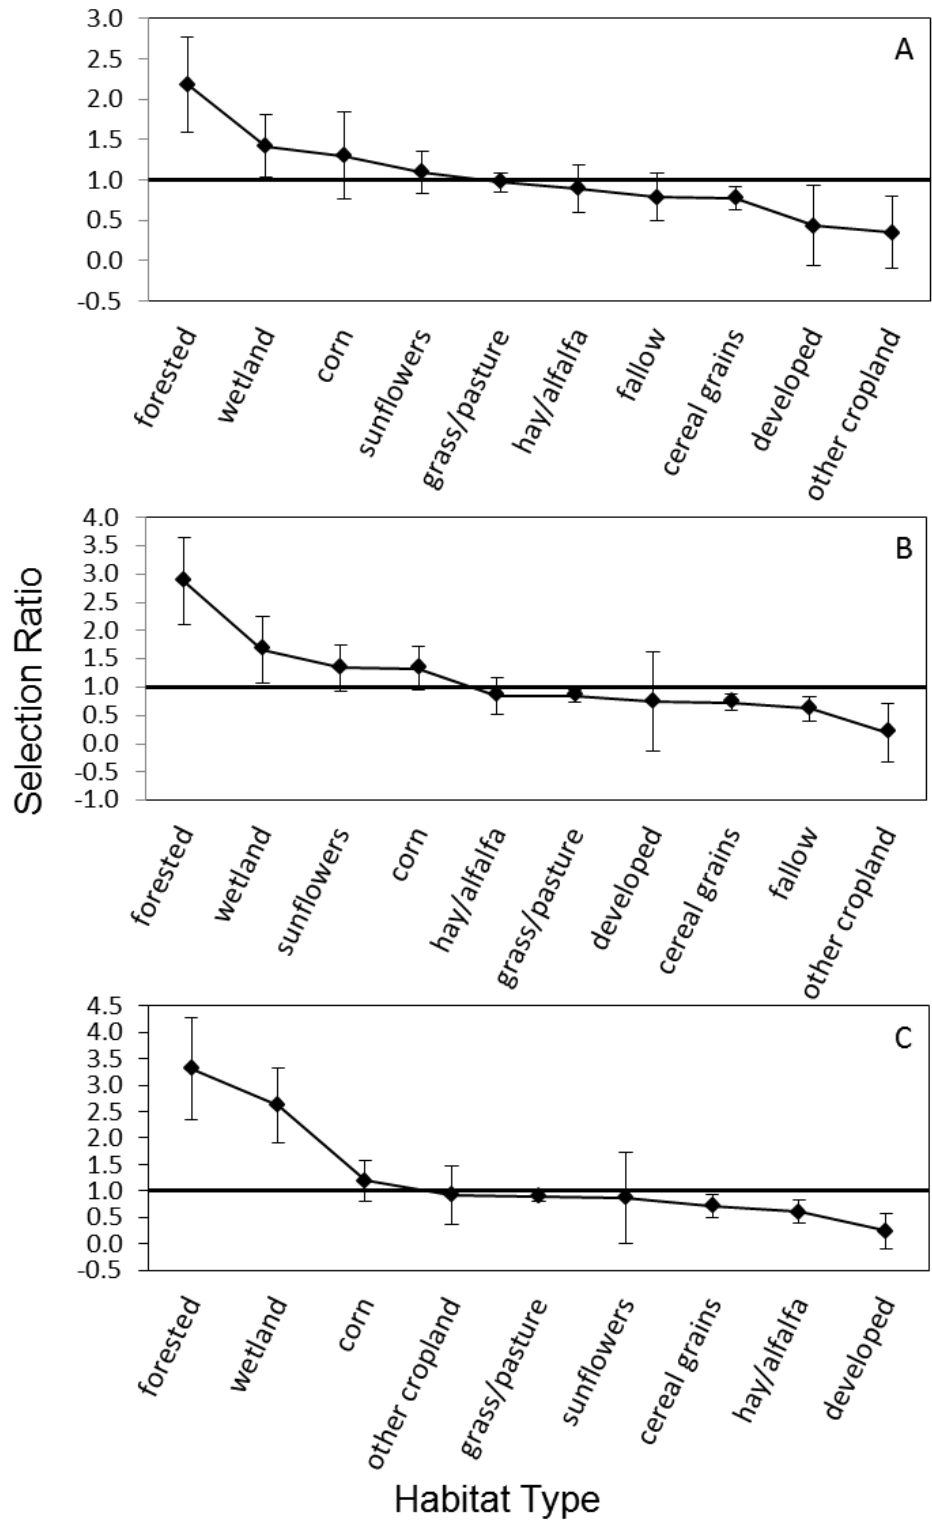 A
3.0
2.5
2.0
1.5
1.0
0.5
0.0
-0.5
forested
wetland
corn
sunflowers
grass/pasture
hay/alfalfa
fallow
cereal grains
developed
other cropland
Selection Ratio
B
4.0
3.5
3.0
2.5
2.0
1.5
1.0
0.5
0.0
-0.5
-1.0
forested
wetland
sunflowers
corn
hay/alfalfa
grass/pasture
developed
cereal grains
fallow
other cropland
C
4.5
4.0
3.5
3.0
2.5
2.0
1.5
1.0
0.5
0.0
-0.5
forested
wetland
corn
other cropland
grass/pasture
sunflowers
cereal grains
hay/alfalfa
developed
Habitat Type